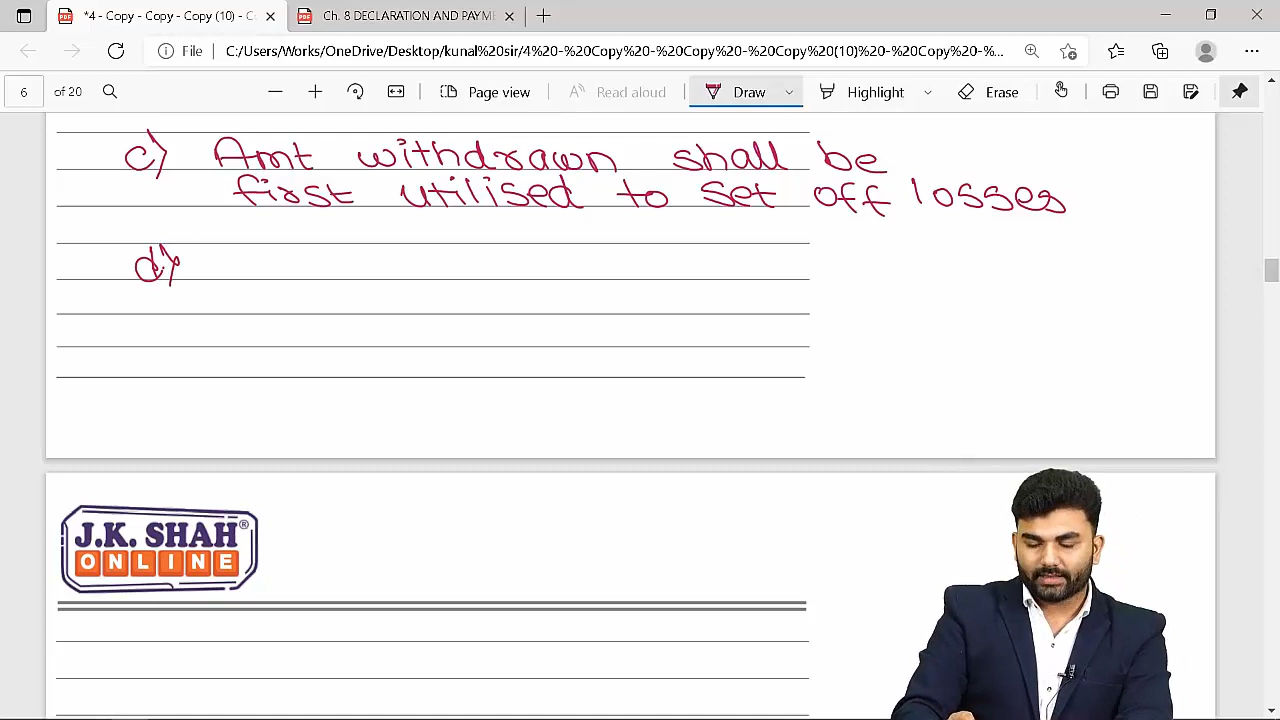 *4 - Copy - Copy - Copy (10) - Cop
Ch. 8 DECLARATION AND PAYME
File
C:/Users/Works/OneDrive/Desktop/kunal%20sir/4%20-%20Copy%20-%20Copy%20-%20Copy%20(10)%20-%20Copy%20-%...
6 of 20
Page view
Read aloud
Draw
Highlight
Erase
c) Amt withdrawn shall be
first utilised to set off losses
d)
J.K. SHAH®
ONLINE